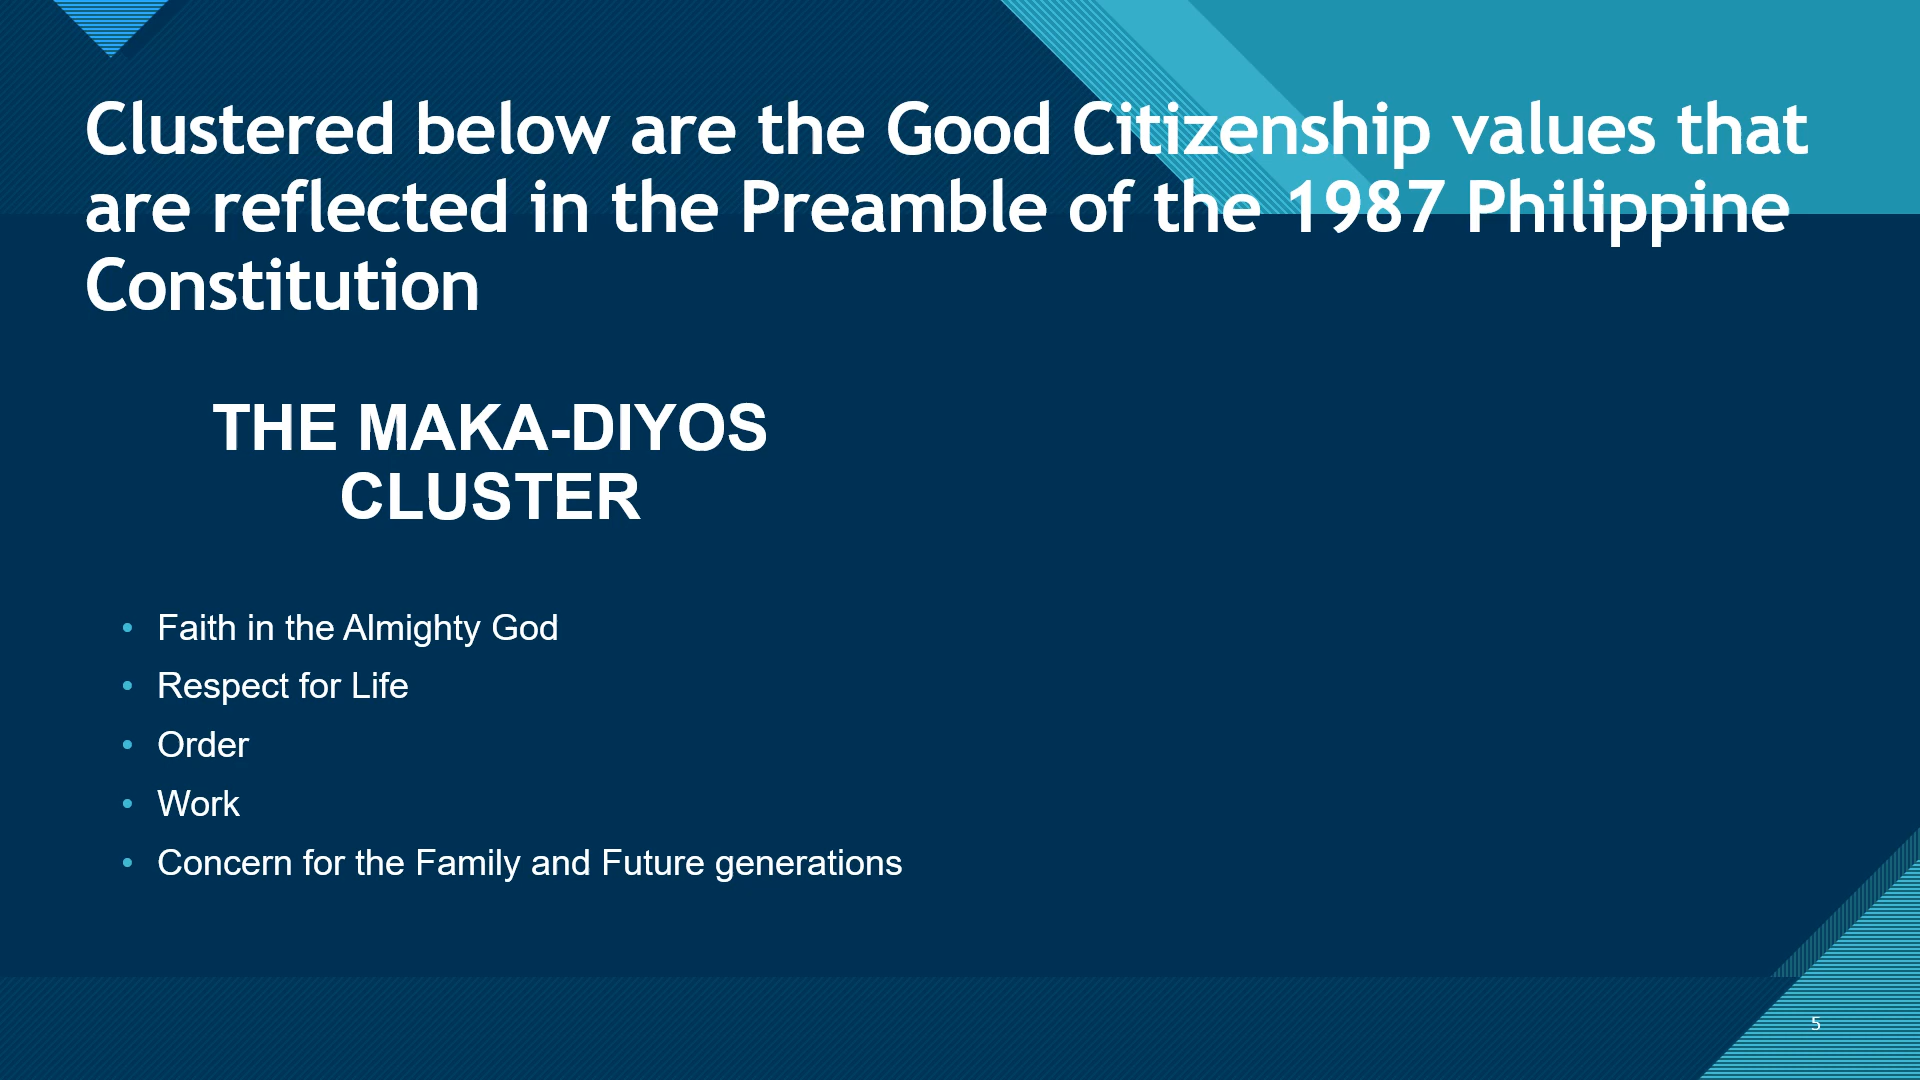 Clustered below are the Good Citizenship values that
are reflected in the Preamble of the 1987 Philippine
Constitution
THE MAKA-DIYOS
CLUSTER
• Faith in the Almighty God
• Respect for Life
• Order
• Work
• Concern for the Family and Future generations
5